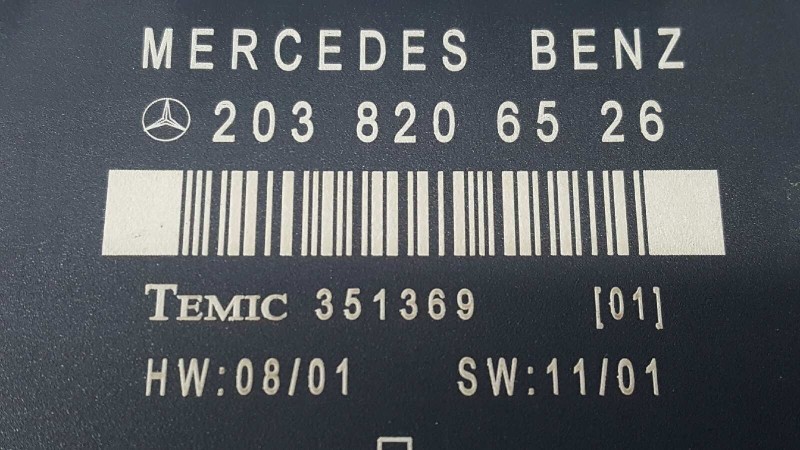 MERCEDES BENZ
203 820 65 26
TEMIC 351369 [01]
HW:08/01 SW:11/01